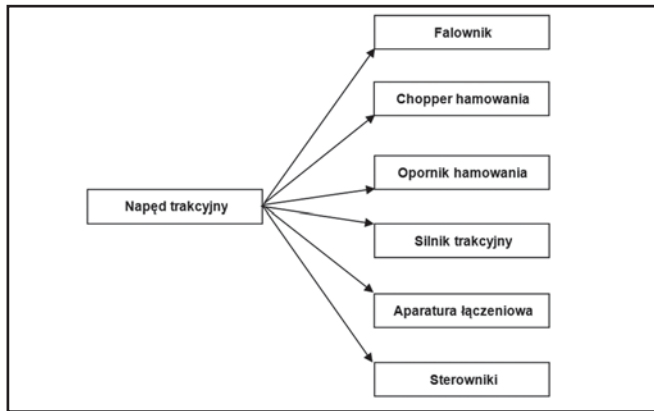 Falownik
Chopper hamowania
Opornik hamowania
Napęd trakcyjny
Silnik trakcyjny
Aparatura łączeniowa
Sterowniki